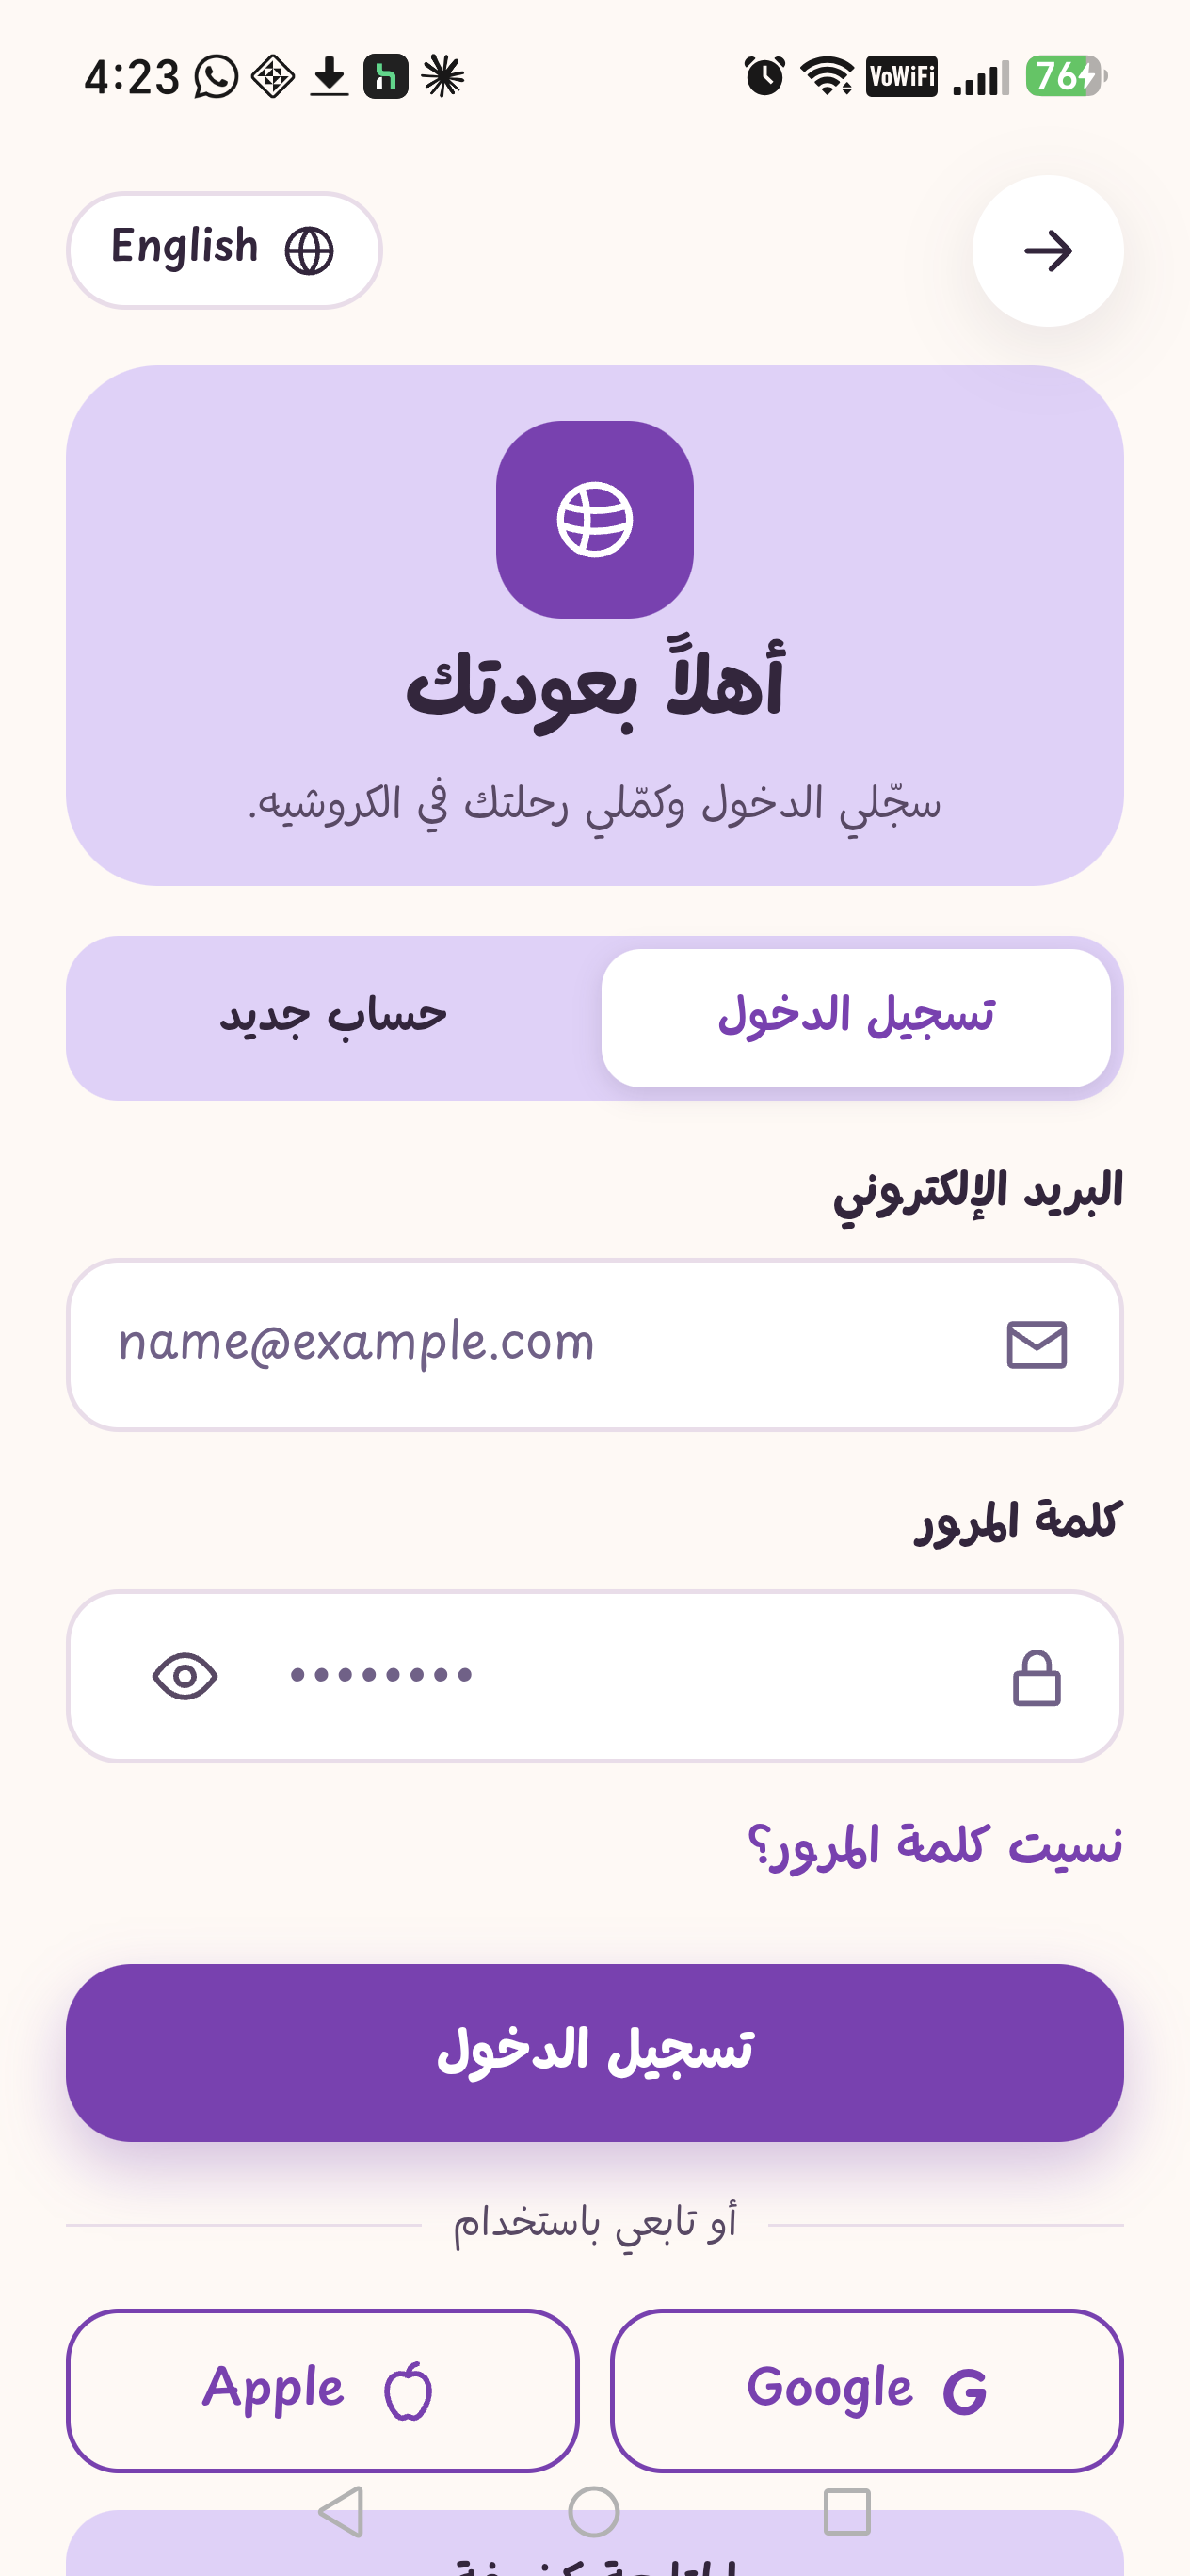 4:23
VoWiFi
76
English
أهلاً بعودتك
سجّلي الدخول وكمّلي رحلتك في الكروشيه.
تسجيل الدخول
حساب جديد
البريد الإلكتروني
name@example.com
كلمة المرور
نسيت كلمة المرور؟
تسجيل الدخول
أو تابعي باستخدام
G Google
Apple